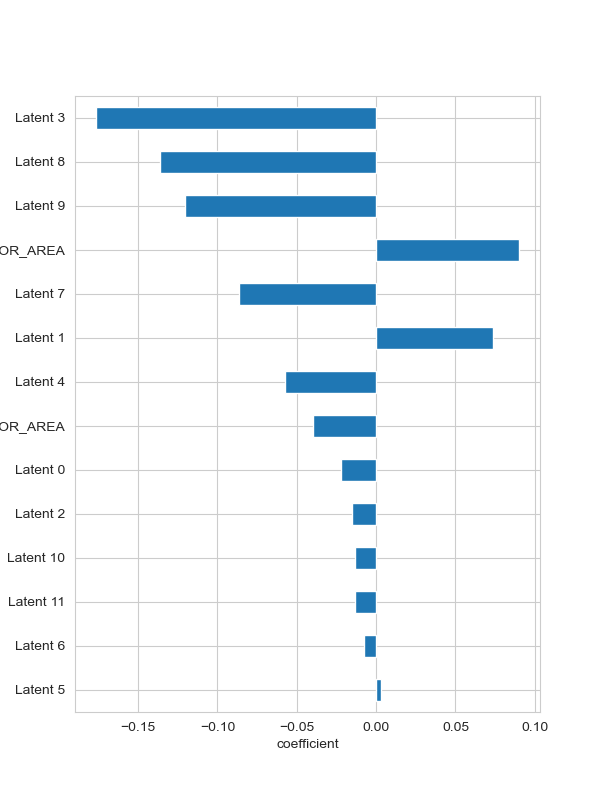 Latent 3
Latent 8
Latent 9
OR_AREA
Latent 7
Latent 1
Latent 4
OR_AREA
Latent 0
Latent 2
Latent 10
Latent 11
Latent 6
Latent 5
−0.15 −0.10 −0.05 0.00 0.05 0.10
coefficient